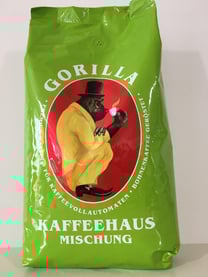 GORILLA
FÜR KAFFEEVOLLAUTOMATEN · BOHNENKAFFEE GERÖSTET ·
KAFFEEHAUS
MISCHUNG